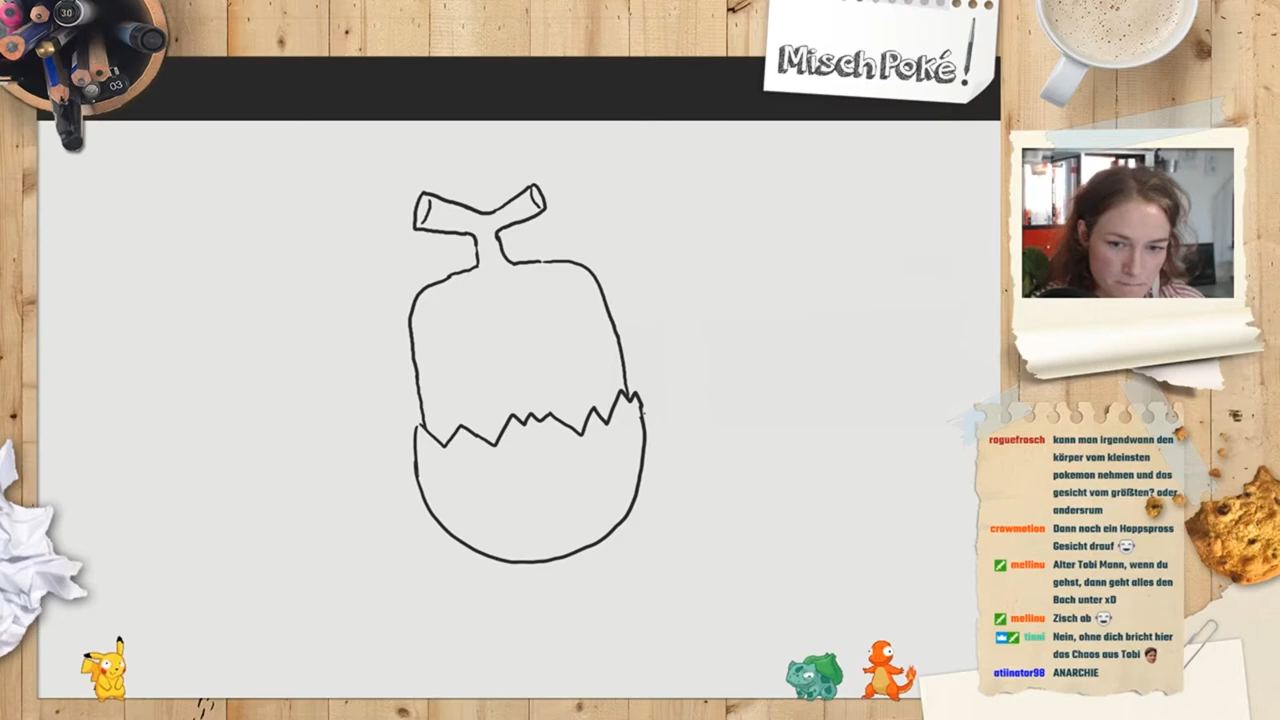 30
03
Misch Poké!
roguefrosch kann man irgendwann den
körper vom kleinsten
pokemon nehmen und das
gesicht vom größten? oder
andersrum
crowmotion Dann noch ein Hoppspross
Gesicht drauf
mellinu Alter Tobi Mann, wenn du
gehst, dann geht alles den
Bach unter xD
mellinu Zisch ab
tinni Nein, ohne dich bricht hier
das Chaos aus Tobi
atiinator98 ANARCHIE